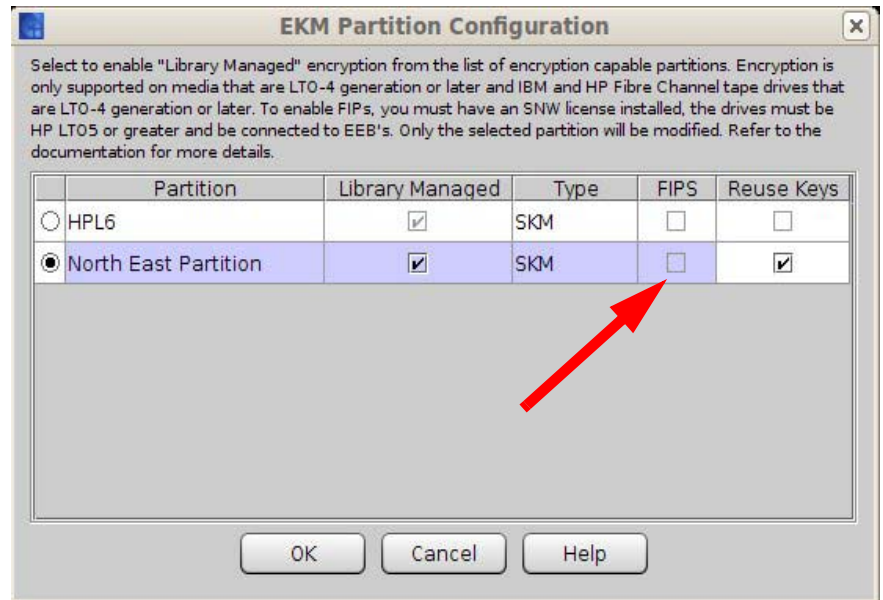 EKM Partition Configuration
Select to enable "Library Managed" encryption from the list of encryption capable partitions. Encryption is
only supported on media that are LTO-4 generation or later and IBM and HP Fibre Channel tape drives that
are LTO-4 generation or later. To enable FIPs, you must have an SNW license installed, the drives must be
HP LTO5 or greater and be connected to EEB's. Only the selected partition will be modified. Refer to the
documentation for more details.
Partition Library Managed Type FIPS Reuse Keys
HPL6 SKM
North East Partition SKM
OK Cancel Help